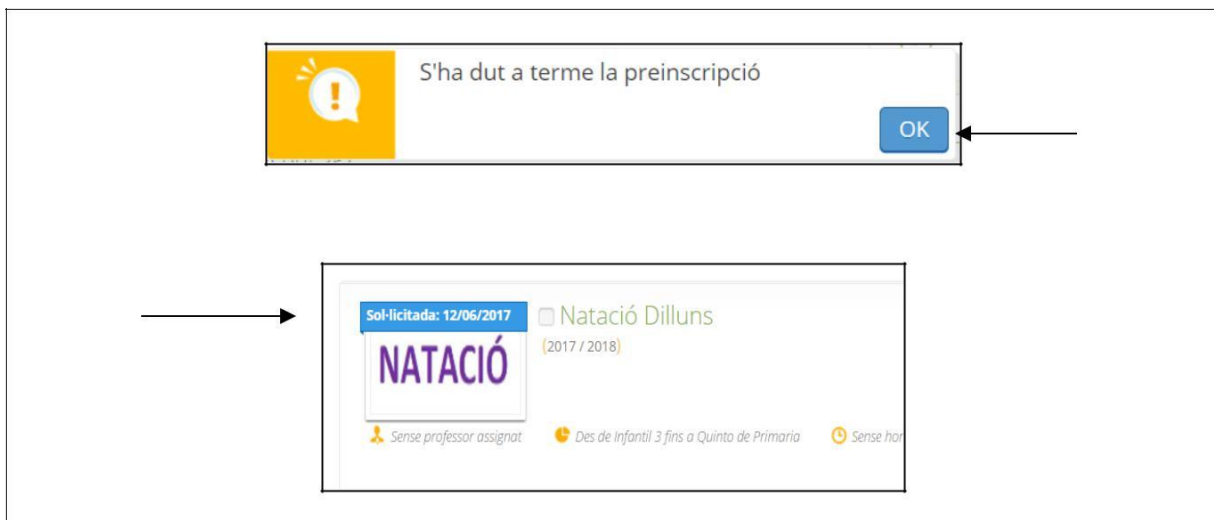 S'ha dut a terme la preinscripció
OK
Sol·licitada: 12/06/2017
Natació Dilluns
(2017 / 2018)
NATACIÓ
Sense professor assignat
Des de Infantil 3 fins a Quinto de Primaria
Sense hor